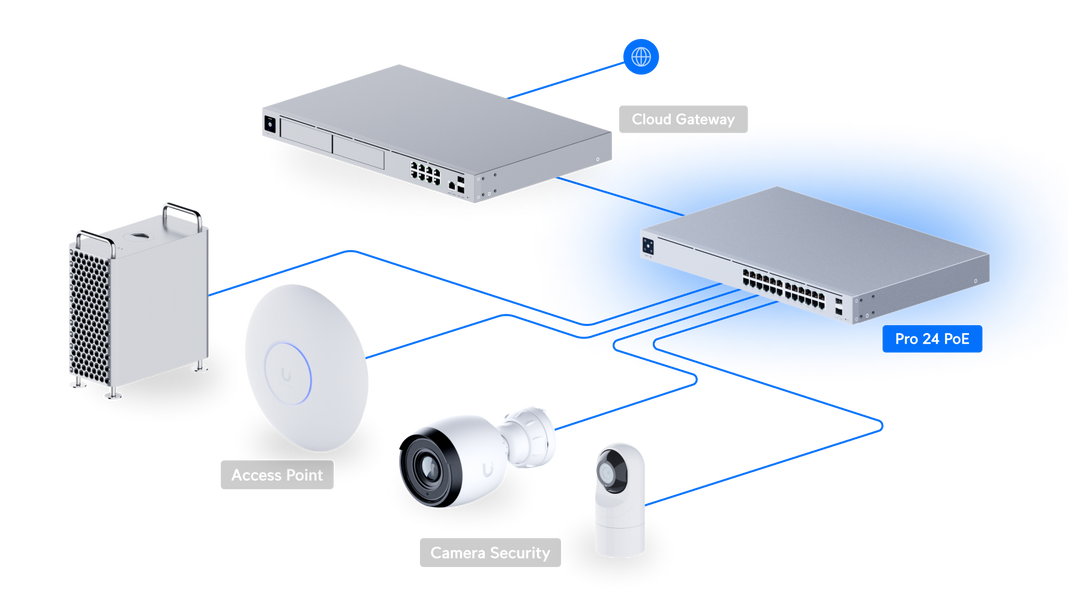 Cloud Gateway
Pro 24 PoE
Access Point
Camera Security